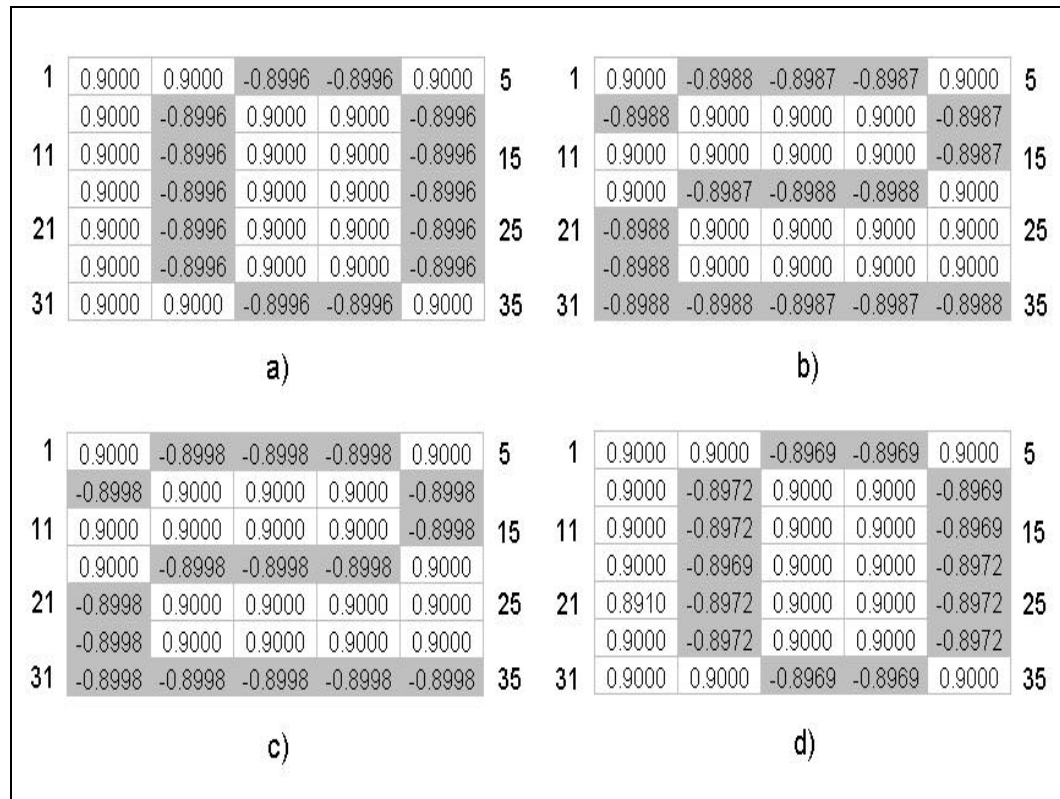 1 0.9000 0.9000 -0.8996 -0.8996 0.9000 5
0.9000 -0.8996 0.9000 0.9000 -0.8996
11 0.9000 -0.8996 0.9000 0.9000 -0.8996 15
0.9000 -0.8996 0.9000 0.9000 -0.8996
21 0.9000 -0.8996 0.9000 0.9000 -0.8996 25
0.9000 -0.8996 0.9000 0.9000 -0.8996
31 0.9000 0.9000 -0.8996 -0.8996 0.9000 35
a)
1 0.9000 -0.8988 -0.8987 -0.8987 0.9000 5
-0.8988 0.9000 0.9000 0.9000 -0.8987
11 0.9000 0.9000 0.9000 0.9000 -0.8987 15
0.9000 -0.8987 -0.8988 -0.8988 0.9000
21 -0.8988 0.9000 0.9000 0.9000 0.9000 25
-0.8988 0.9000 0.9000 0.9000 0.9000
31 -0.8988 -0.8988 -0.8987 -0.8987 -0.8988 35
b)
1 0.9000 -0.8998 -0.8998 -0.8998 0.9000 5
-0.8998 0.9000 0.9000 0.9000 -0.8998
11 0.9000 0.9000 0.9000 0.9000 -0.8998 15
0.9000 -0.8998 -0.8998 -0.8998 0.9000
21 -0.8998 0.9000 0.9000 0.9000 0.9000 25
-0.8998 0.9000 0.9000 0.9000 0.9000
31 -0.8998 -0.8998 -0.8998 -0.8998 -0.8998 35
c)
1 0.9000 0.9000 -0.8969 -0.8969 0.9000 5
0.9000 -0.8972 0.9000 0.9000 -0.8969
11 0.9000 -0.8972 0.9000 0.9000 -0.8969 15
0.9000 -0.8969 0.9000 0.9000 -0.8972
21 0.8910 -0.8972 0.9000 0.9000 -0.8972 25
0.9000 -0.8972 0.9000 0.9000 -0.8972
31 0.9000 0.9000 -0.8969 -0.8969 0.9000 35
d)